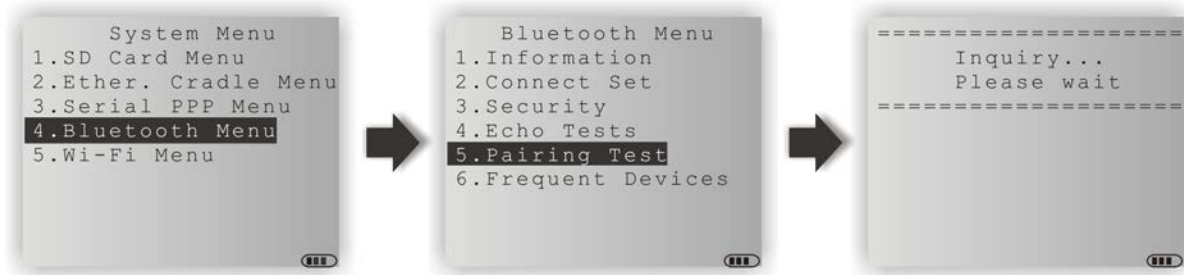 System Menu
1.SD Card Menu
2.Ether. Cradle Menu
3.Serial PPP Menu
4.Bluetooth Menu
5.Wi-Fi Menu
Bluetooth Menu
1.Information
2.Connect Set
3.Security
4.Echo Tests
5.Pairing Test
6.Frequent Devices
====================
Inquiry...
Please wait
====================